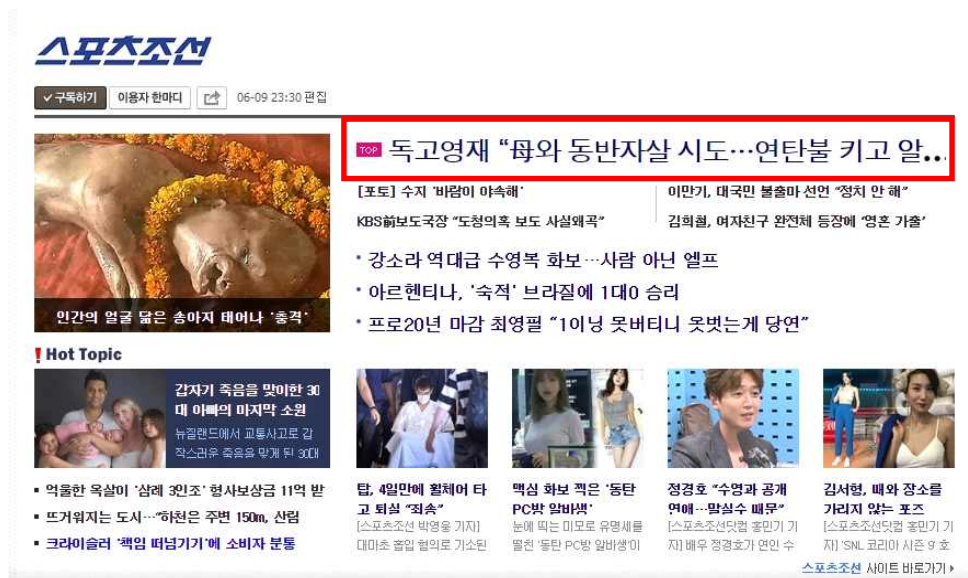 스포츠조선
구독하기 이용자 한마디 06-09 23:30 편집
TOP 독고영재 “母와 동반자살 시도…연탄불 키고 알...
[포토] 수지 '바람이 야속해' 이만기, 대국민 불출마 선언 “정치 안 해”
KBS前보도국장 “도청의혹 보도 사실왜곡” 김희철, 여자친구 완전체 등장에 ‘영혼 가출’
• 강소라 역대급 수영복 화보…사람 아닌 엘프
• 아르헨티나, '숙적' 브라질에 1대0 승리
• 프로20년 마감 최영필 “1이닝 못버티니 옷벗는게 당연”
인간의 얼굴 닮은 송아지 태어나 '충격'
Hot Topic
갑자기 죽음을 맞이한 30
대 아빠의 마지막 소원
뉴질랜드에서 교통사고로 갑
작스러운 죽음을 맞게 된 30대
▪ 억울한 옥살이 '삼례 3인조' 형사보상금 11억 받
▪ 뜨거워지는 도시…“하천은 주변 150m, 산림
▪ 크라이슬러 '책임 떠넘기기'에 소비자 분통
탑, 4일만에 휠체어 타
고 퇴실 “죄송”
[스포츠조선 박영웅 기자]
대마초 흡입 혐의로 기소된
맥심 화보 찍은 '동탄
PC방 알바생'
눈에 띄는 미모로 유명세를
떨친 '동탄 PC방 알바생'이
정경호 “수영과 공개
연애…말실수 때문”
[스포츠조선닷컴 홍민기 기
자] 배우 정경호가 연인 수
김서형, 때와 장소를
가리지 않는 포즈
[스포츠조선닷컴 홍민기 기
자] 'SNL 코리아 시즌 9' 호
스포츠조선 사이트 바로가기